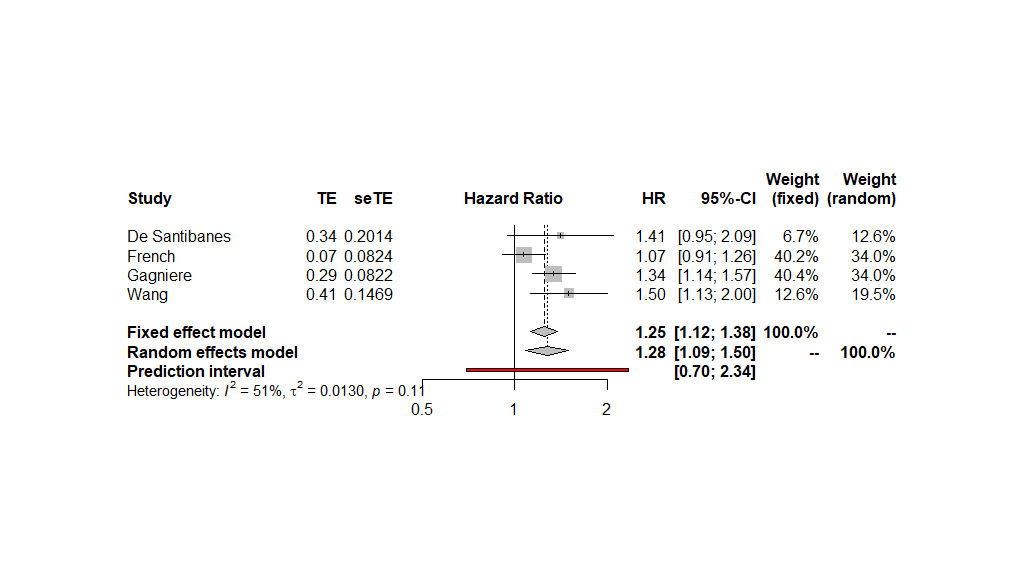 Weight Weight
Study TE seTE Hazard Ratio HR 95%-CI (fixed) (random)
De Santibanes 0.34 0.2014 1.41 [0.95; 2.09] 6.7% 12.6%
French 0.07 0.0824 1.07 [0.91; 1.26] 40.2% 34.0%
Gagniere 0.29 0.0822 1.34 [1.14; 1.57] 40.4% 34.0%
Wang 0.41 0.1469 1.50 [1.13; 2.00] 12.6% 19.5%
Fixed effect model 1.25 [1.12; 1.38] 100.0% --
Random effects model 1.28 [1.09; 1.50] -- 100.0%
Prediction interval [0.70; 2.34]
Heterogeneity: I² = 51%, τ² = 0.0130, p = 0.11
0.5 1 2